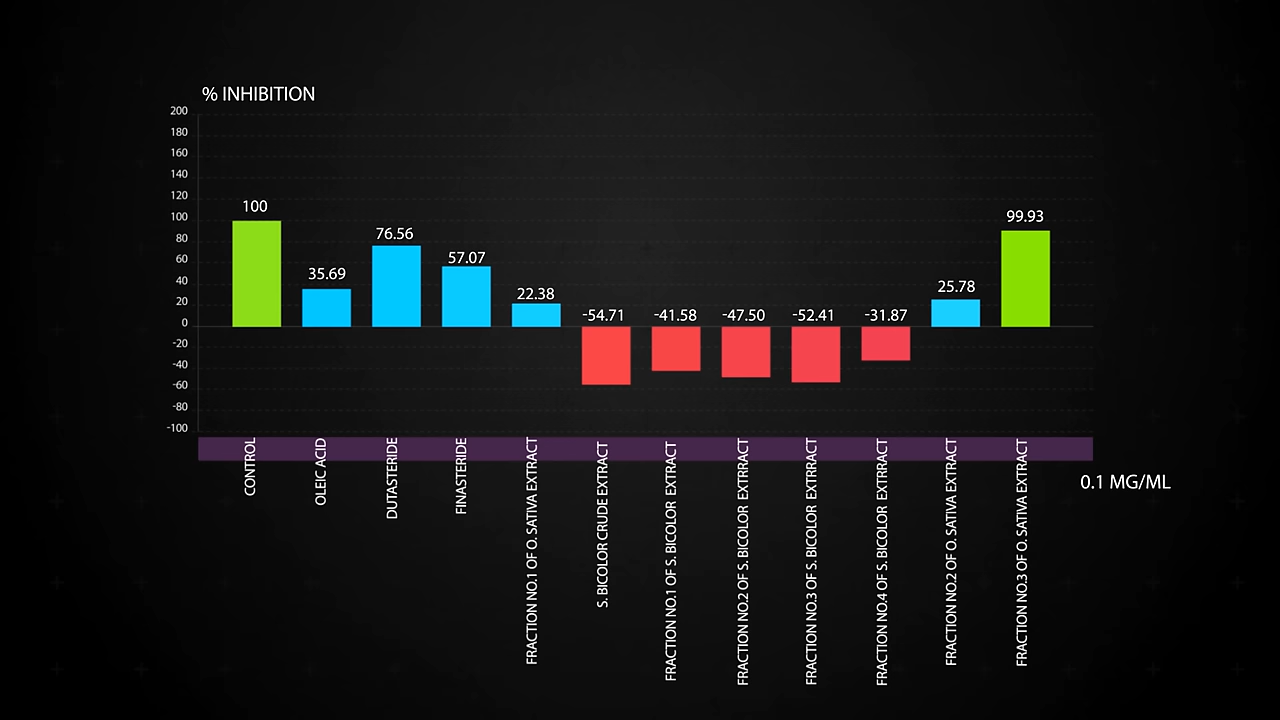 % INHIBITION
200
180
160
140
120
100
80
60
40
20
0
-20
-40
-60
-80
-100
100
35.69
76.56
57.07
22.38
-54.71
-41.58
-47.50
-52.41
-31.87
25.78
99.93
CONTROL
OLEIC ACID
DUTASTERIDE
FINASTERIDE
FRACTION NO.1 OF O. SATIVA EXTRACT
S. BICOLOR CRUDE EXTRACT
FRACTION NO.1 OF S. BICOLOR EXTRACT
FRACTION NO.2 OF S. BICOLOR EXTRRACT
FRACTION NO.3 OF S. BICOLOR EXTRRACT
FRACTION NO.4 OF S. BICOLOR EXTRRACT
FRACTION NO.2 OF O. SATIVA EXTRACT
FRACTION NO.3 OF O. SATIVA EXTRACT
0.1 MG/ML